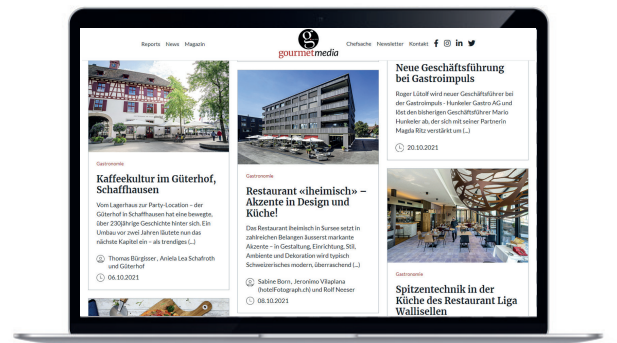 Reports News Magazin
g
gourmetmedia
Chefsache Newsletter Kontakt
Gastronomie
Kaffeekultur im Güterhof,
Schaffhausen
Vom Lagerhaus zur Party-Location – der
Güterhof in Schaffhausen hat eine bewegte,
über 230jährige Geschichte hinter sich. Ein
Umbau vor zwei Jahren läutete nun das
nächste Kapitel ein – als trendiges (...)
Thomas Bürgisser , Aniela Lea Schafroth
und Güterhof
06.10.2021
Gastronomie
Restaurant «iheimisch» –
Akzente in Design und
Küche!
Das Restaurant iheimisch in Sursee setzt in
zahlreichen Belangen äusserst markante
Akzente – in Gestaltung, Einrichtung, Stil,
Ambiente und Dekoration wird typisch
Schweizerisches modern, überraschend (...)
Sabine Born, Jeronimo Vilaplana
(hotelFotograph.ch) und Rolf Neeser
08.10.2021
Neue Geschäftsführung
bei Gastroimpuls
Roger Lütolf wird neuer Geschäftsführer bei
der Gastroimpuls - Hunkeler Gastro AG und
löst den bisherigen Geschäftsführer Mario
Hunkeler ab, der sich mit seiner Partnerin
Magda Ritz verstärkt um (...)
20.10.2021
Gastronomie
Spitzentechnik in der
Küche des Restaurant Liga
Wallisellen